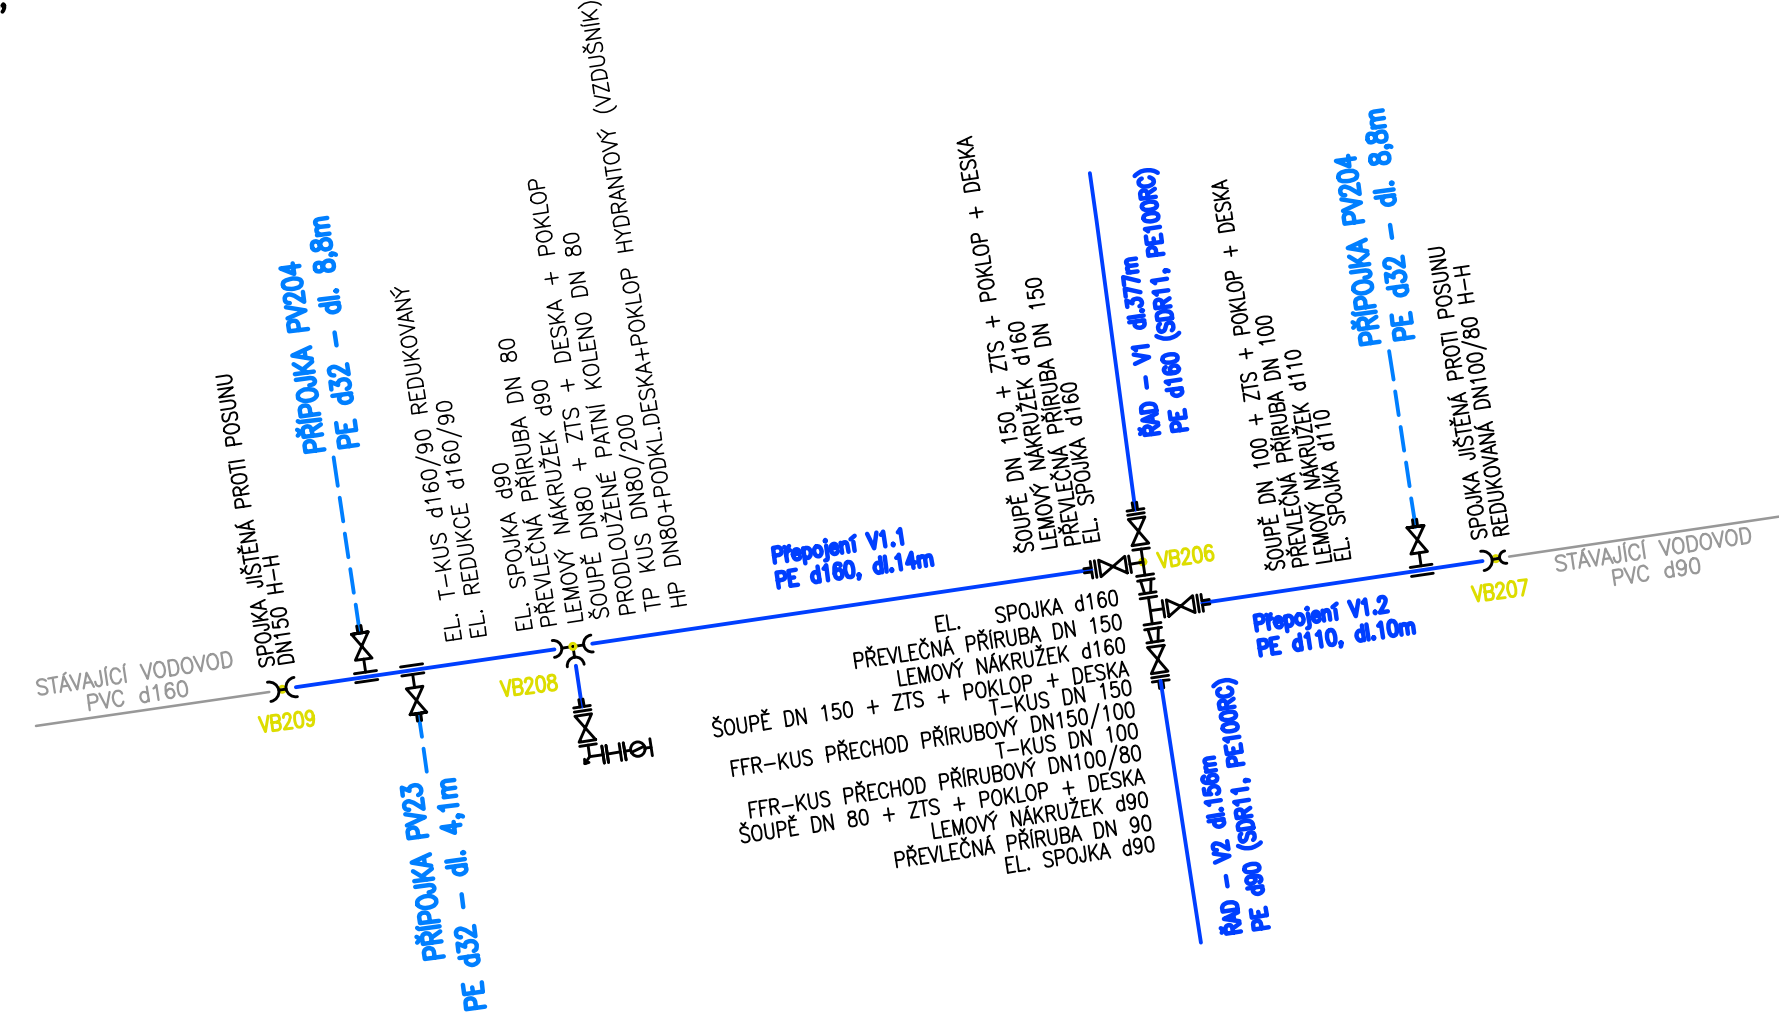 STÁVAJÍCÍ VODOVOD
PVC d160
SPOJKA JIŠTĚNÁ PROTI POSUNU
DN150 H-H
VB209
PŘÍPOJKA PV204
PE d32 - dl. 8,8m
EL. T-KUS d160/90 REDUKOVANÝ
EL. REDUKCE d160/90
PŘÍPOJKA PV23
PE d32 - dl. 4,1m
EL. SPOJKA d90
PŘEVLEČNÁ PŘÍRUBA DN 80
LEMOVÝ NÁKRUŽEK d90
ŠOUPĚ DN80 + ZTS + DESKA + POKLOP
PRODLOUŽENÉ PATNÍ KOLENO DN 80
TP KUS DN80/200
HP DN80+PODKL.DESKA+POKLOP HYDRANTOVÝ (VZDUŠNÍK)
VB208
Přepojení V1.1
PE d160, dl.14m
ŠOUPĚ DN 150 + ZTS + POKLOP + DESKA
LEMOVÝ NÁKRUŽEK d160
PŘEVLEČNÁ PŘÍRUBA DN 150
EL. SPOJKA d160
ŘAD - V1 dl.377m
PE d160 (SDR11, PE100RC)
VB206
ŠOUPĚ DN 100 + ZTS + POKLOP + DESKA
PŘEVLEČNÁ PŘÍRUBA DN 100
LEMOVÝ NÁKRUŽEK d110
EL. SPOJKA d110
PŘÍPOJKA PV204
PE d32 - dl. 8,8m
SPOJKA JIŠTĚNÁ PROTI POSUNU
REDUKOVANÁ DN100/80 H-H
VB207
STÁVAJÍCÍ VODOVOD
PVC d90
Přepojení V1.2
PE d110, dl.10m
EL. SPOJKA d160
PŘEVLEČNÁ PŘÍRUBA DN 150
LEMOVÝ NÁKRUŽEK d160
ŠOUPĚ DN 150 + ZTS + POKLOP + DESKA
T-KUS DN 150
FFR-KUS PŘECHOD PŘÍRUBOVÝ DN150/100
T-KUS DN 100
FFR-KUS PŘECHOD PŘÍRUBOVÝ DN100/80
ŠOUPĚ DN 80 + ZTS + POKLOP + DESKA
LEMOVÝ NÁKRUŽEK d90
PŘEVLEČNÁ PŘÍRUBA DN 90
EL. SPOJKA d90
ŘAD - V2 dl.156m
PE d90 (SDR11, PE100RC)